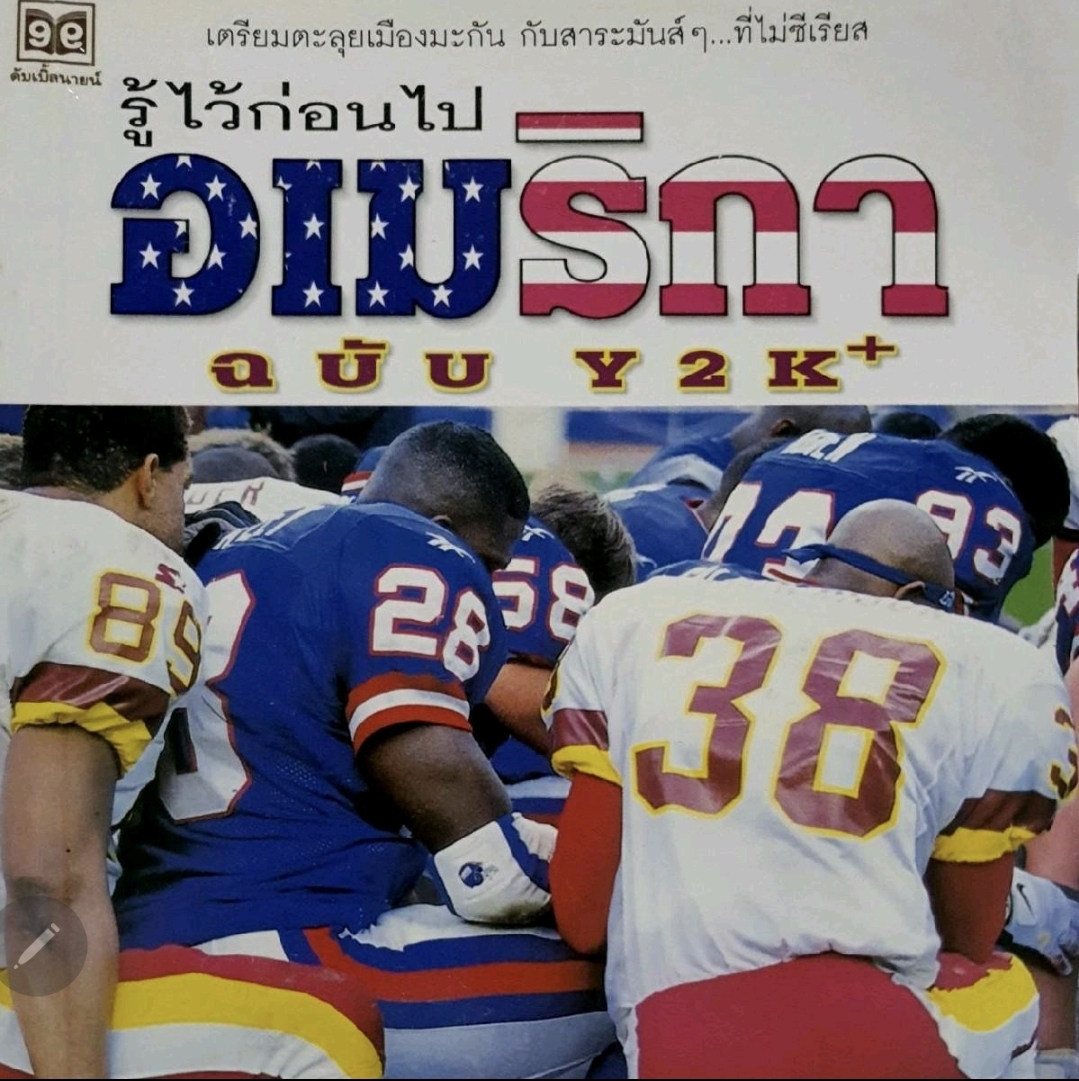 ๙๙
ดับเบิ้ลนายน์
เตรียมตะลุยเมืองมะกัน กับสาระมันส์ๆ...ที่ไม่ซีเรียส
รู้ไว้ก่อนไป
อเมริกา
ฉบับ Y2K+
89
28
58
93
38